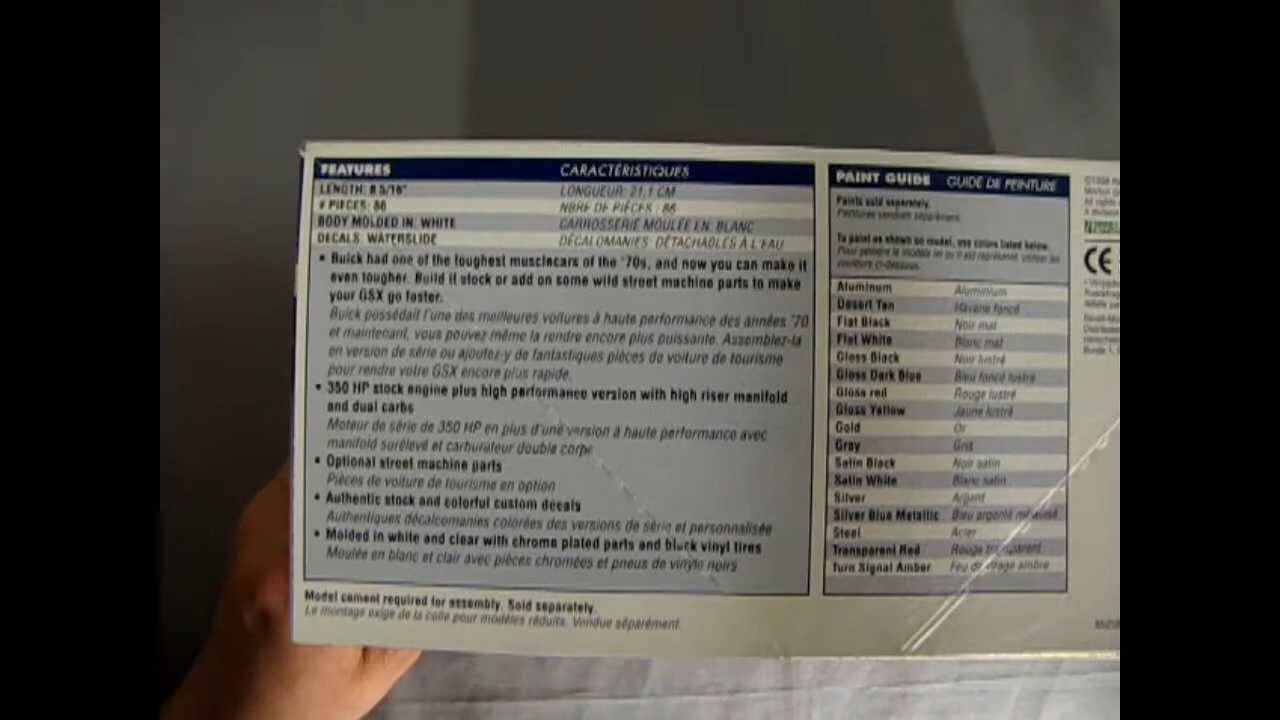 FEATURES CARACTÉRISTIQUES
LENGTH: 8 5/16" LONGUEUR: 21,1 CM
# PIECES: 86 NBRE DE PIÈCES: 86
BODY MOLDED IN: WHITE CARROSSERIE MOULÉE EN: BLANC
DECALS: WATERSLIDE DÉCALOMANIES: DÉTACHABLES À L'EAU
• Buick had one of the toughest musclecars of the '70s, and now you can make it
even tougher. Build it stock or add on some wild street machine parts to make
your GSX go faster.
Buick possédait l'une des meilleures voitures à haute performance des années '70
et maintenant, vous pouvez même la rendre encore plus puissante. Assemblez-la
en version de série ou ajoutez-y de fantastiques pièces de voiture de tourisme
pour rendre votre GSX encore plus rapide.
• 350 HP stock engine plus high performance version with high riser manifold
and dual carbs
Moteur de série de 350 HP en plus d'une version à haute performance avec
manifold surélevé et carburateur double corps
• Optional street machine parts
Pièces de voiture de tourisme en option
• Authentic stock and colorful custom decals
Authentiques décalcomanies colorées des versions de série et personnalisée
• Molded in white and clear with chrome plated parts and black vinyl tires
Moulée en blanc et clair avec pièces chromées et pneus de vinyle noirs
Model cement required for assembly. Sold separately.
Le montage exige de la colle pour modèles réduits. Vendue séparément.
PAINT GUIDE GUIDE DE PEINTURE
Paints sold separately.
Peintures vendues séparément.
To paint as shown on model, use colors listed below.
Pour peindre le modèle tel qu'il est représenté, utiliser les
couleurs ci-dessous.
Aluminum Aluminium
Desert Tan Havane foncé
Flat Black Noir mat
Flat White Blanc mat
Gloss Black Noir lustré
Gloss Dark Blue Bleu foncé lustré
Gloss red Rouge lustré
Gloss Yellow Jaune lustré
Gold Or
Gray Gris
Satin Black Noir satin
Satin White Blanc satin
Silver Argent
Silver Blue Metallic Bleu argenté métallisé
Steel Acier
Transparent Red Rouge transparent
Turn Signal Amber Feu de virage ambre
CE